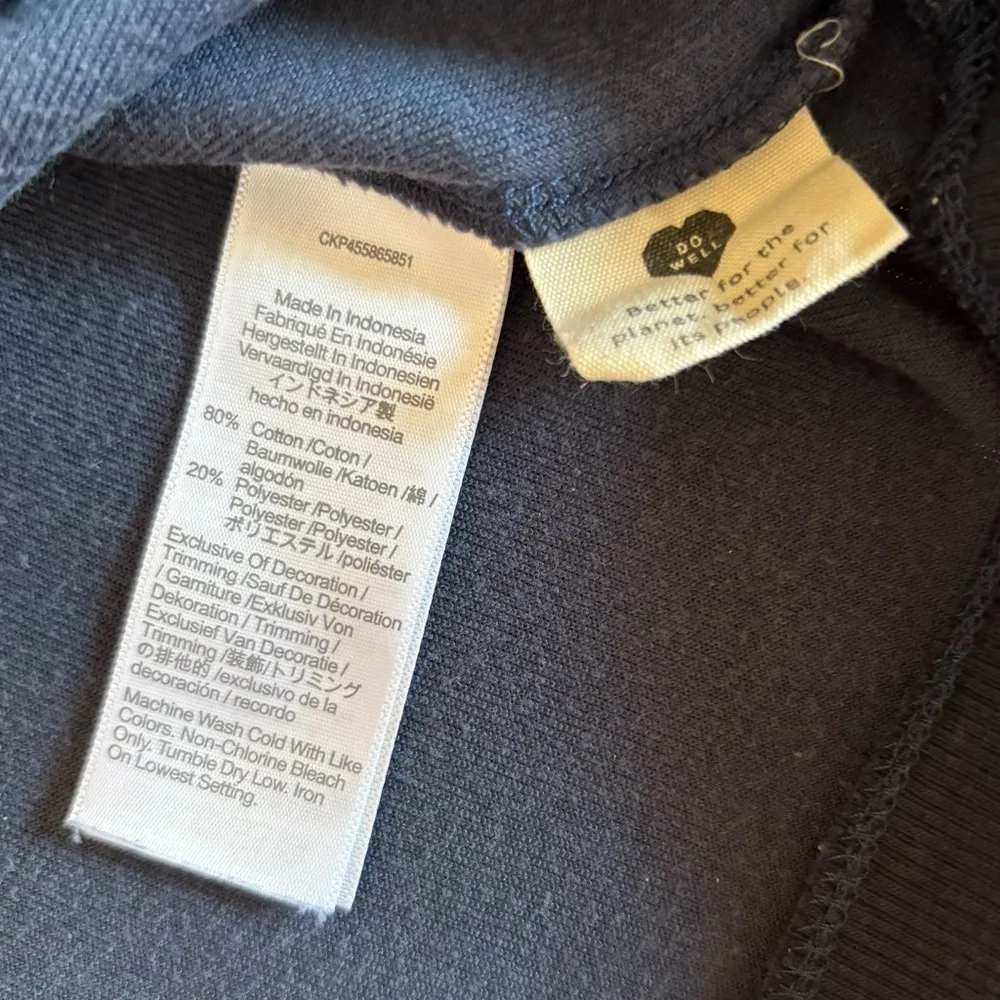 CKP455865851
Made In Indonesia
Fabriqué En Indonésie
Hergestellt In Indonesien
Vervaardigd In Indonesië
インドネシア製
hecho en indonesia
80% Cotton /Coton /
Baumwolle /Katoen /綿 /
algodón
20% Polyester /Polyester /
Polyester /Polyester /
ポリエステル /poliéster
Exclusive Of Decoration /
Trimming /Sauf De Décoration
/ Garniture /Exklusiv Von
Dekoration / Trimming /
Exclusief Van Decoratie /
Trimming /装飾/トリミング
の排他的 /exclusivo de la
decoración / recordo
Machine Wash Cold With Like
Colors. Non-Chlorine Bleach
Only. Tumble Dry Low. Iron
On Lowest Setting.
DO
WELL
Better for the
planet, better for
its people.